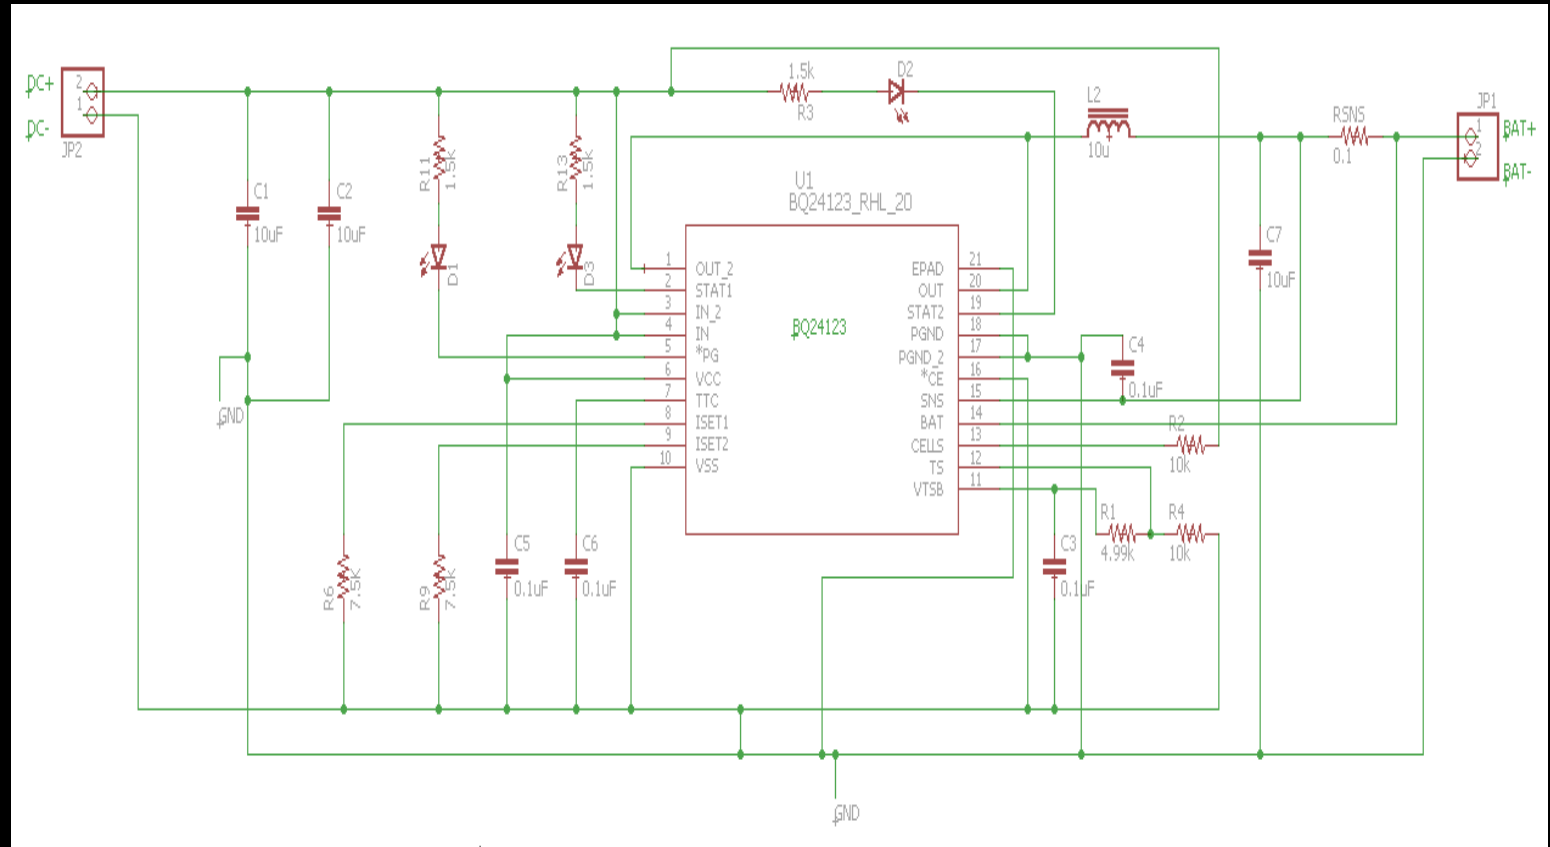 DC+
2
1
DC-
JP2
C1
10uF
C2
10uF
GND
R11
1.5k
D1
R13
1.5k
D3
1.5k
R3
D2
L2
10u
RSNS
0.1
JP1
1
2
BAT+
BAT-
U1
BQ24123_RHL_20
BQ24123
1 OUT_2
2 STAT1
3 IN_2
4 IN
5 *PG
6 VCC
7 TTC
8 ISET1
9 ISET2
10 VSS
EPAD 21
OUT 20
STAT2 19
PGND 18
PGND_2 17
*CE 16
SNS 15
BAT 14
CELLS 13
TS 12
VTSB 11
C7
10uF
C4
0.1uF
R2
10k
R1
4.99k
R4
10k
C3
0.1uF
R6
7.5k
R9
7.5k
C5
0.1uF
C6
0.1uF
GND